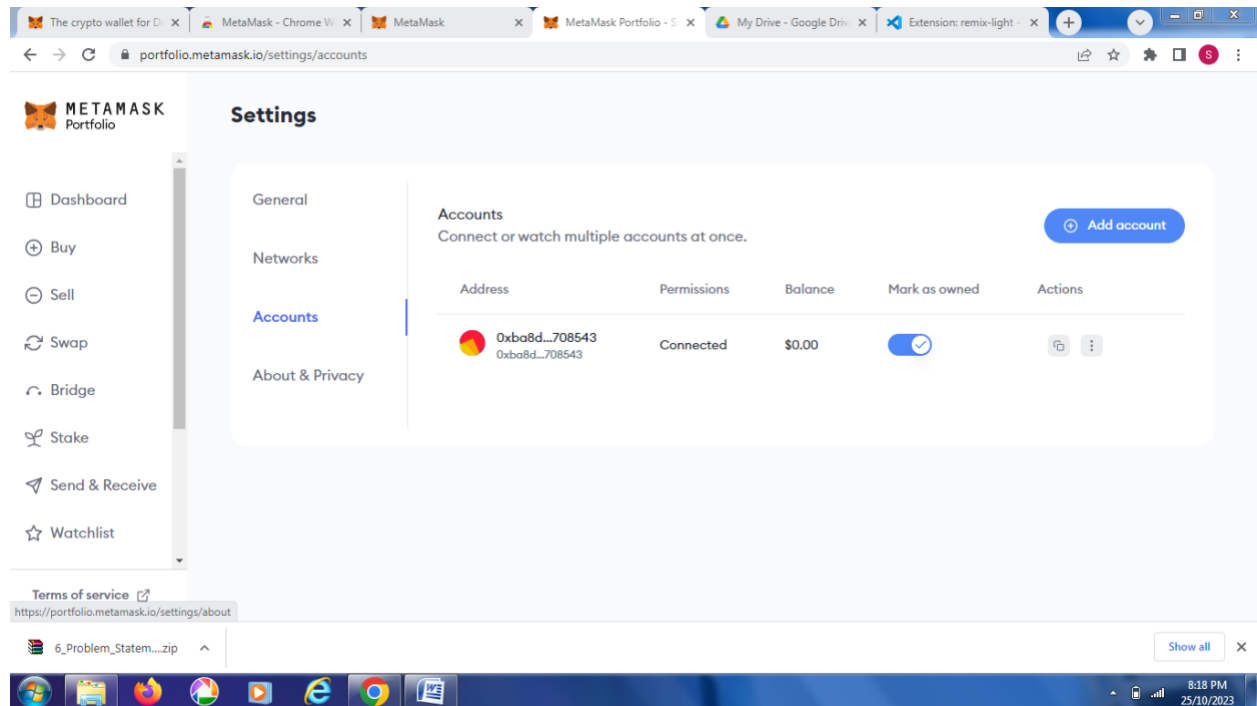 The crypto wallet for D
MetaMask - Chrome W
MetaMask
MetaMask Portfolio - S
My Drive - Google Driv
Extension: remix-light -
portfolio.metamask.io/settings/accounts
S
METAMASK
Portfolio
Settings
Dashboard
Buy
Sell
Swap
Bridge
Stake
Send & Receive
Watchlist
Terms of service
General
Networks
Accounts
About & Privacy
Accounts
Connect or watch multiple accounts at once.
Add account
Address Permissions Balance Mark as owned Actions
0xba8d...708543 Connected $0.00
0xba8d...708543
https://portfolio.metamask.io/settings/about
6_Problem_Statem....zip
Show all
8:18 PM
25/10/2023